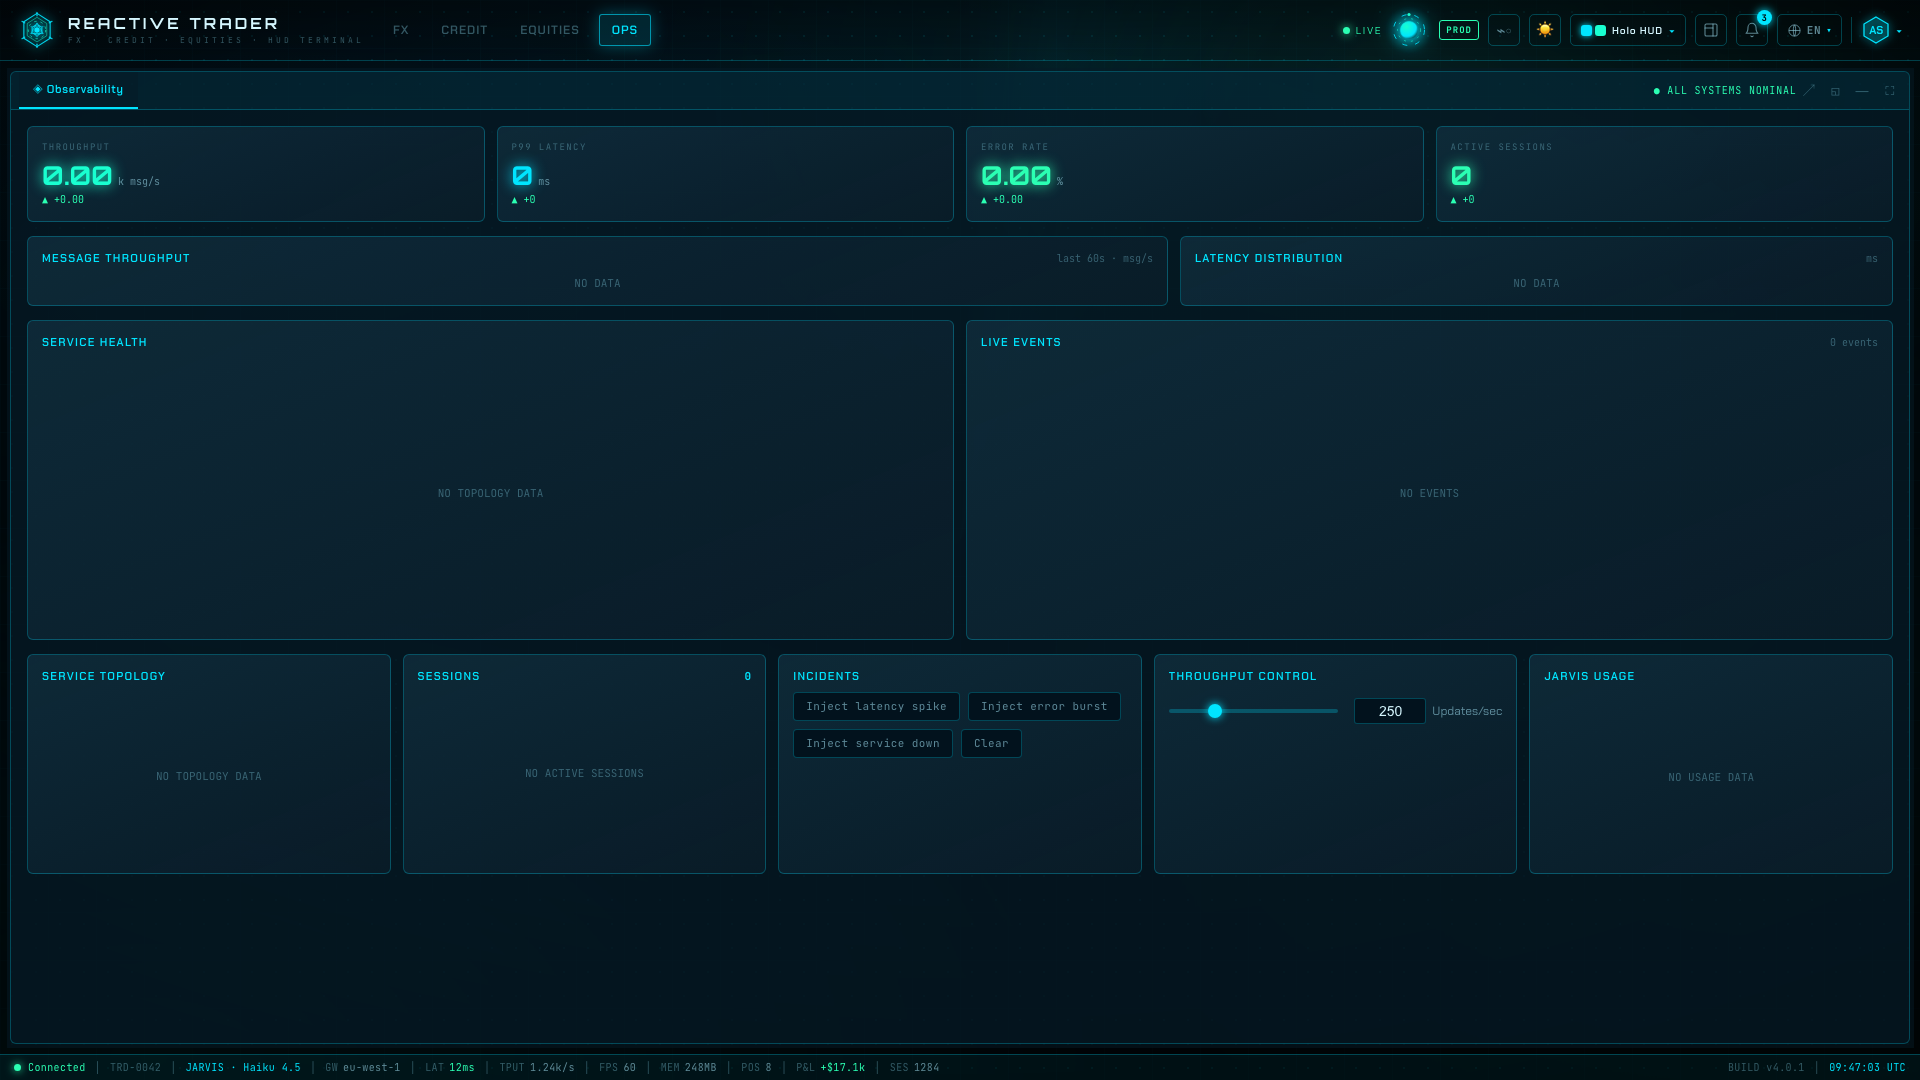 REACTIVE TRADER
FX · CREDIT · EQUITIES · HUD TERMINAL
FX CREDIT EQUITIES OPS
LIVE PROD Holo HUD 3 EN AS
Observability
ALL SYSTEMS NOMINAL
THROUGHPUT
0.00 k msg/s
▲ +0.00
P99 LATENCY
0 ms
▲ +0
ERROR RATE
0.00 %
▲ +0.00
ACTIVE SESSIONS
0
▲ +0
MESSAGE THROUGHPUT last 60s · msg/s
NO DATA
LATENCY DISTRIBUTION ms
NO DATA
SERVICE HEALTH
NO TOPOLOGY DATA
LIVE EVENTS 0 events
NO EVENTS
SERVICE TOPOLOGY
NO TOPOLOGY DATA
SESSIONS 0
NO ACTIVE SESSIONS
INCIDENTS
Inject latency spike Inject error burst
Inject service down Clear
THROUGHPUT CONTROL
250 Updates/sec
JARVIS USAGE
NO USAGE DATA
Connected TRD-0042 JARVIS · Haiku 4.5 GW eu-west-1 LAT 12ms TPUT 1.24k/s FPS 60 MEM 248MB POS 8 P&L +$17.1k SES 1284 BUILD v4.0.1 09:47:03 UTC